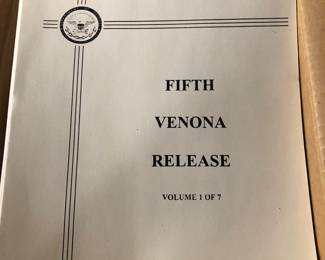 FIFTH
VENONA
RELEASE
VOLUME 1 OF 7